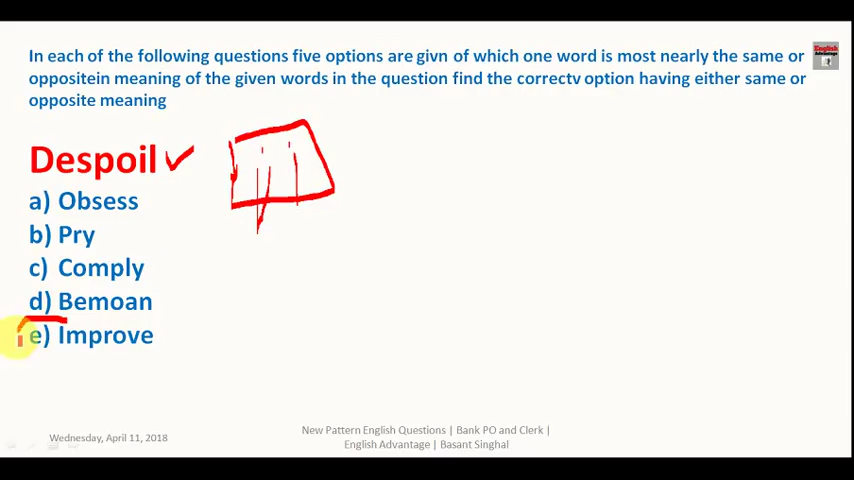 In each of the following questions five options are givn of which one word is most nearly the same or
oppositein meaning of the given words in the question find the correctv option having either same or
opposite meaning
English
Advantage
Despoil
a) Obsess
b) Pry
c) Comply
d) Bemoan
e) Improve
Wednesday, April 11, 2018
New Pattern English Questions | Bank PO and Clerk |
English Advantage | Basant Singhal